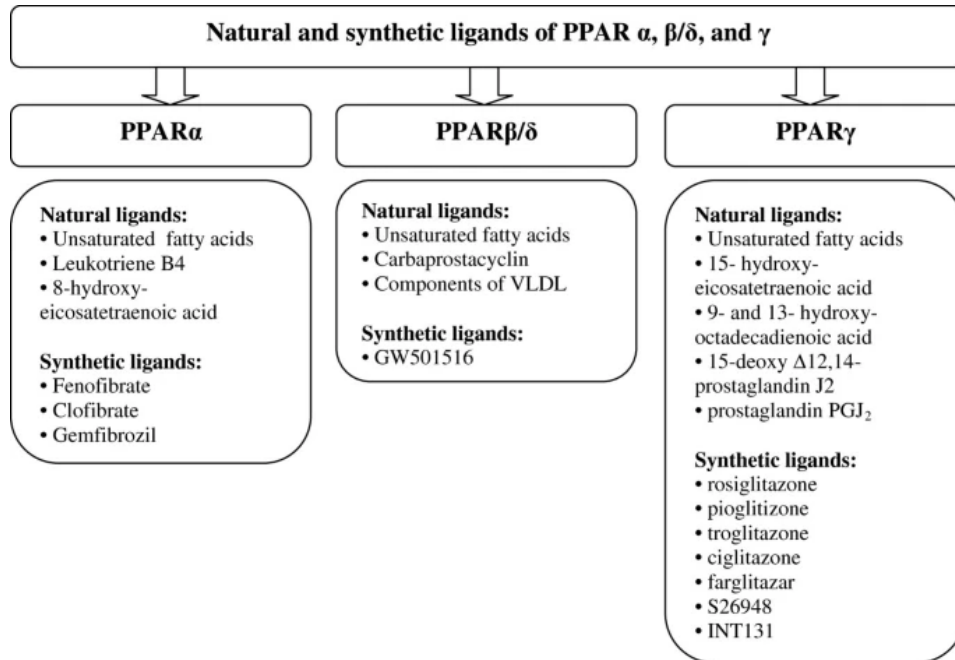 Natural and synthetic ligands of PPAR α, β/δ, and γ
PPARα
PPARβ/δ
PPARγ
Natural ligands:
• Unsaturated fatty acids
• Leukotriene B4
• 8-hydroxy-
eicosatetraenoic acid
Synthetic ligands:
• Fenofibrate
• Clofibrate
• Gemfibrozil
Natural ligands:
• Unsaturated fatty acids
• Carbaprostacyclin
• Components of VLDL
Synthetic ligands:
• GW501516
Natural ligands:
• Unsaturated fatty acids
• 15- hydroxy-
eicosatetraenoic acid
• 9- and 13- hydroxy-
octadecadienoic acid
• 15-deoxy Δ12,14-
prostaglandin J2
• prostaglandin PGJ₂
Synthetic ligands:
• rosiglitazone
• pioglitizone
• troglitazone
• ciglitazone
• farglitazar
• S26948
• INT131